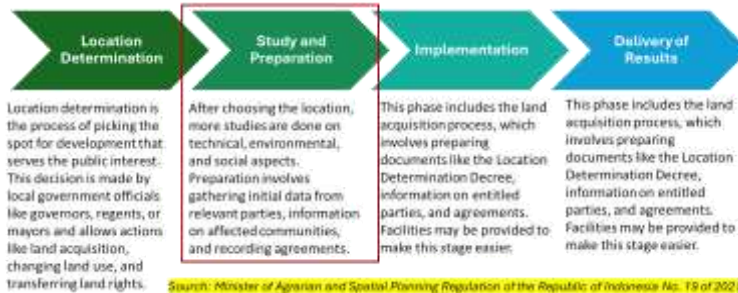 Location
Determination
Study and
Preparation
Implementation
Delivery of
Results
Location determination is
the process of picking the
spot for development that
serves the public interest.
This decision is made by
local government officials
like governors, regents, or
mayors and allows actions
like land acquisition,
changing land use, and
transferring land rights.
After choosing the location,
more studies are done on
technical, environmental,
and social aspects.
Preparation involves
gathering initial data from
relevant parties, information
on affected communities,
and recording agreements.
This phase includes the land
acquisition process, which
involves preparing
documents like the Location
Determination Decree,
information on entitled
parties, and agreements.
Facilities may be provided to
make this stage easier.
This phase includes the land
acquisition process, which
involves preparing
documents like the Location
Determination Decree,
information on entitled
parties, and agreements.
Facilities may be provided to
make this stage easier.
Sourch: Minister of Agrarian and Spatial Planning Regulation of the Republic of Indonesia No. 19 of 2021